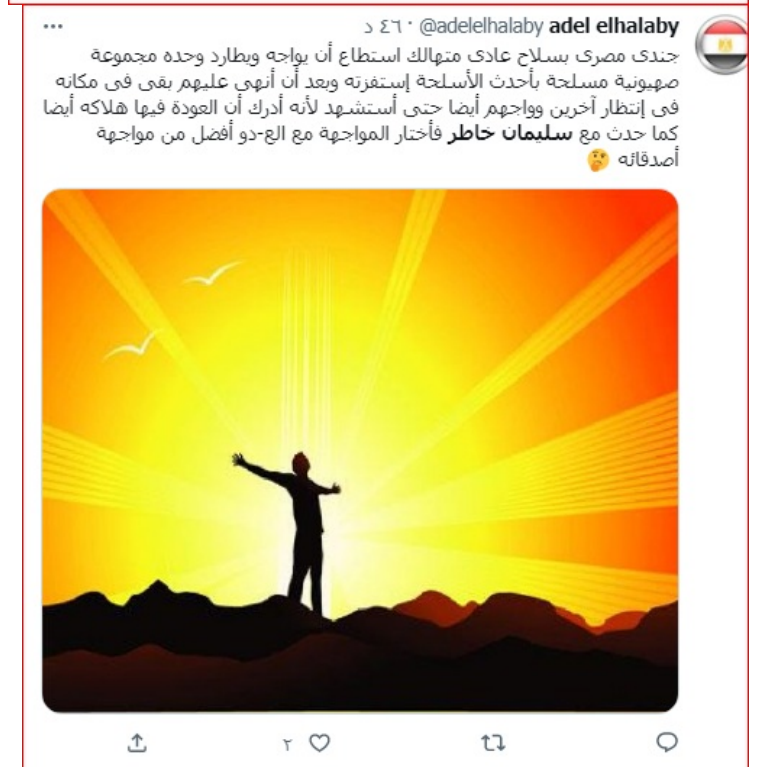 adel elhalaby @adelelhalaby · ٤٦ د
جندى مصرى بسلاح عادى متهالك استطاع أن يواجه ويطارد وحده مجموعة
صهيونية مسلحة بأحدث الأسلحة إستفزته وبعد أن أنهى عليهم بقى فى مكانه
فى إنتظار آخرين وواجهم أيضا حتى أستشهد لأنه أدرك أن العودة فيها هلاكه أيضا
كما حدث مع سليمان خاطر فأختار المواجهة مع الع-دو أفضل من مواجهة
أصدقائه 🤔
٢